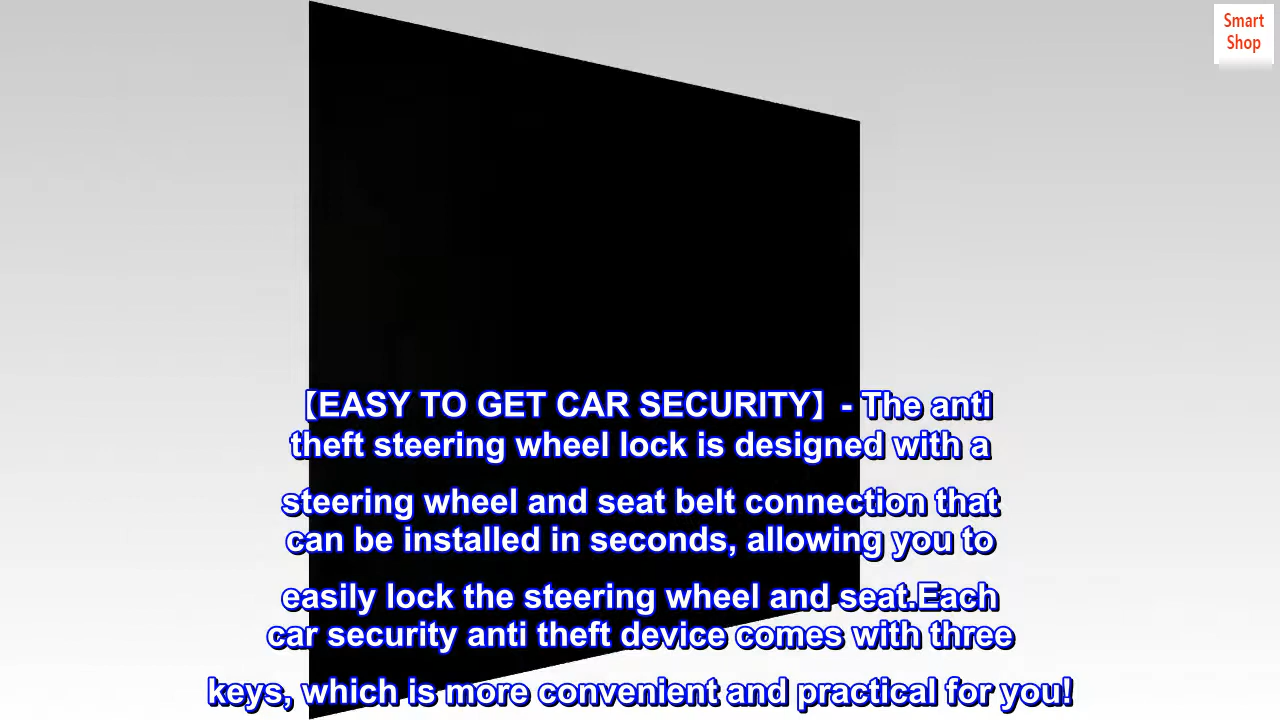 Smart
Shop
【EASY TO GET CAR SECURITY】 - The anti
theft steering wheel lock is designed with a
steering wheel and seat belt connection that
can be installed in seconds, allowing you to
easily lock the steering wheel and seat.Each
car security anti theft device comes with three
keys, which is more convenient and practical for you!